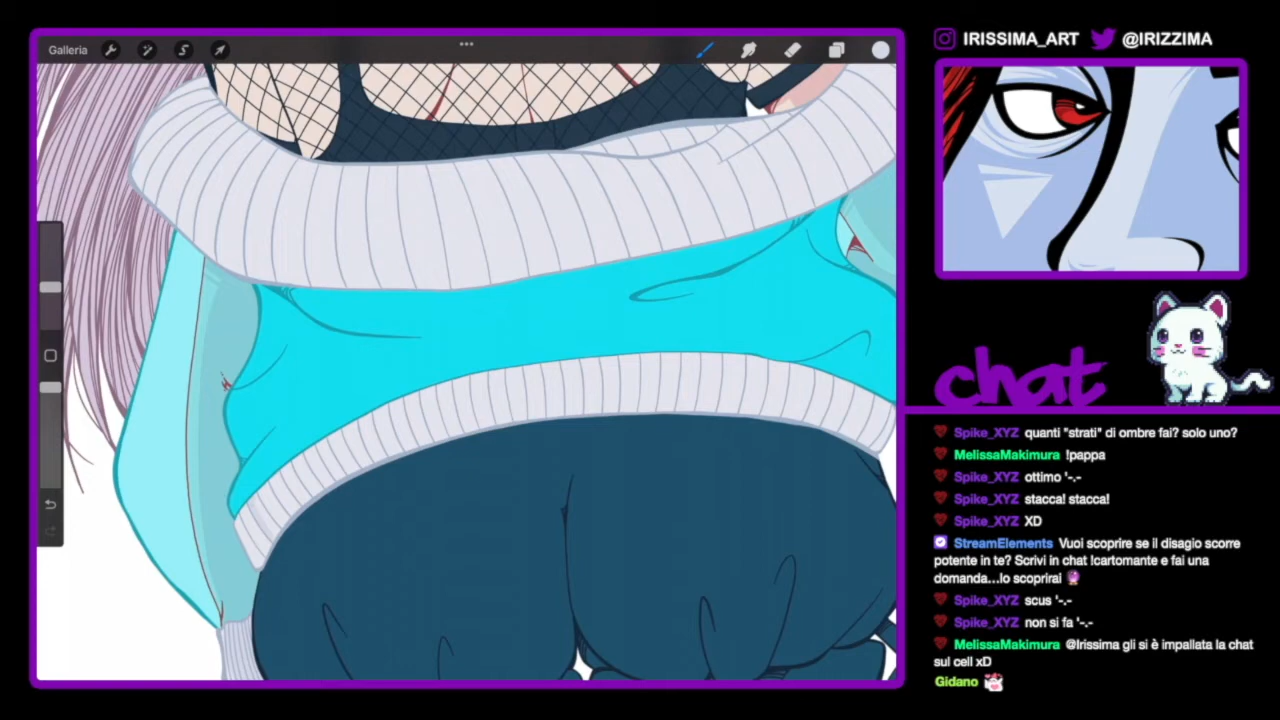 Galleria
IRISSIMA_ART @IRIZZIMA
chat
Spike_XYZ quanti "strati" di ombre fai? solo uno?
MelissaMakimura !pappa
Spike_XYZ ottimo '-.-
Spike_XYZ stacca! stacca!
Spike_XYZ XD
StreamElements Vuoi scoprire se il disagio scorre
potente in te? Scrivi in chat !cartomante e fai una
domanda...lo scoprirai
Spike_XYZ scus '-.-
Spike_XYZ non si fa '-.-
MelissaMakimura @Irissima gli si è impallata la chat
sul cell xD
Gidano